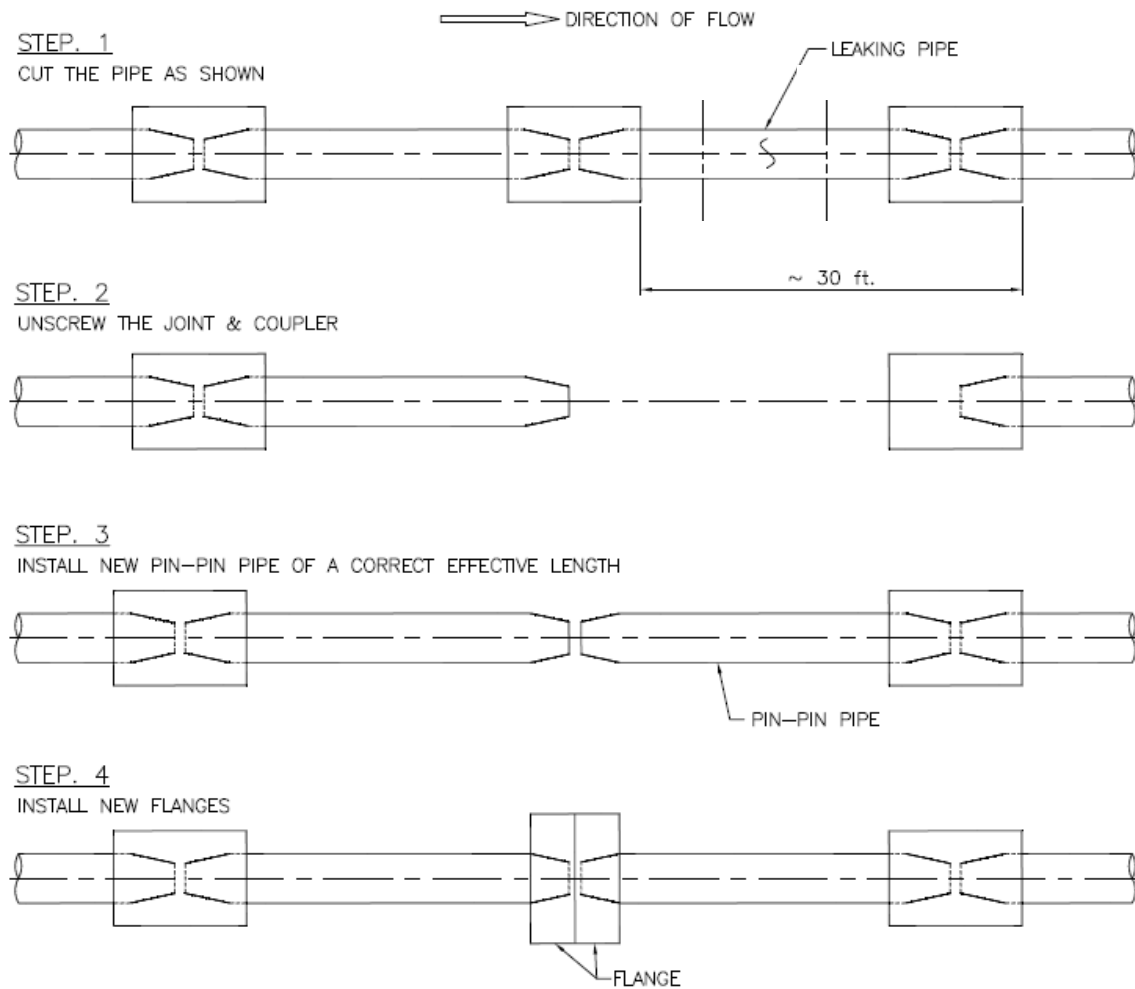 DIRECTION OF FLOW
STEP. 1
CUT THE PIPE AS SHOWN
LEAKING PIPE
~ 30 ft.
STEP. 2
UNSCREW THE JOINT & COUPLER
STEP. 3
INSTALL NEW PIN-PIN PIPE OF A CORRECT EFFECTIVE LENGTH
PIN-PIN PIPE
STEP. 4
INSTALL NEW FLANGES
FLANGE